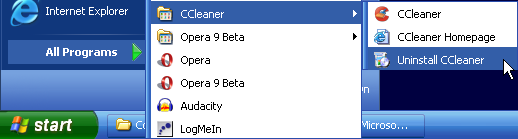 Internet Explorer
All Programs
start
CCleaner
Opera 9 Beta
Opera
Opera 9 Beta
Audacity
LogMeIn
CCleaner
CCleaner Homepage
Uninstall CCleaner
Microso...